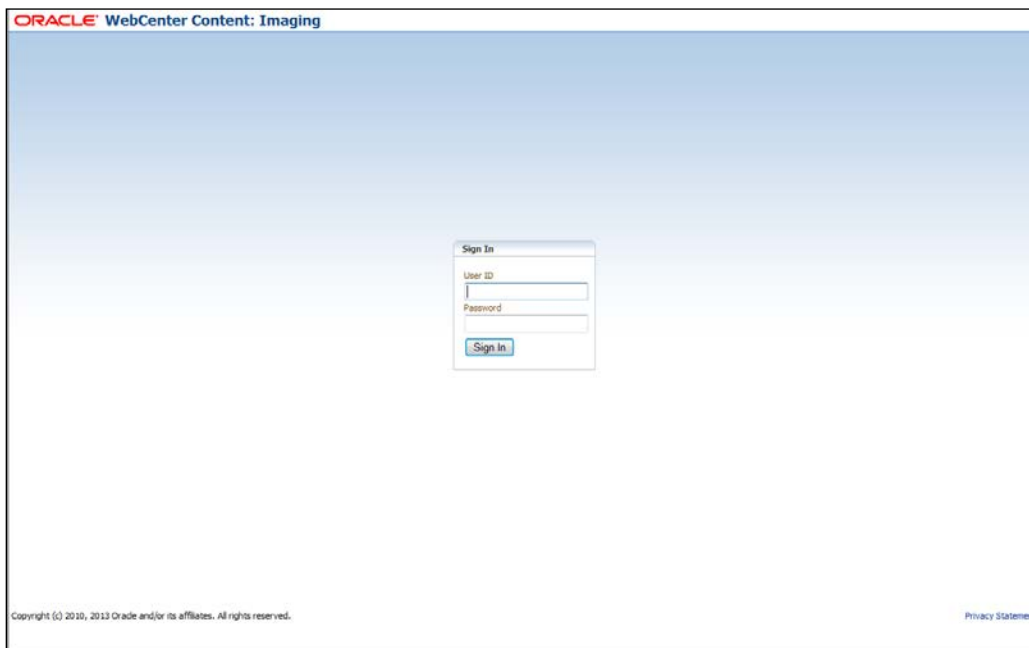 ORACLE WebCenter Content: Imaging
Sign In
User ID
Password
Sign In
Copyright (c) 2010, 2013 Oracle and/or its affiliates. All rights reserved.
Privacy Stateme